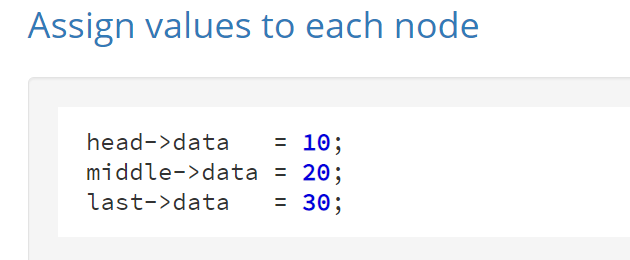 Assign values to each node
head->data   = 10;
middle->data = 20;
last->data   = 30;